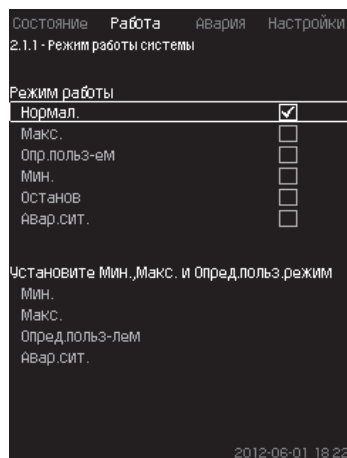 Состояние Работа Авария Настройки
2.1.1 - Режим работы системы
Режим работы
Нормал.
Макс.
Опр.польз-ем
Мин.
Останов
Авар.сит.
Установите Мин.,Макс. и Опред.польз.режим
Мин.
Макс.
Опред.польз-лем
Авар.сит.
2012-06-01 18:22